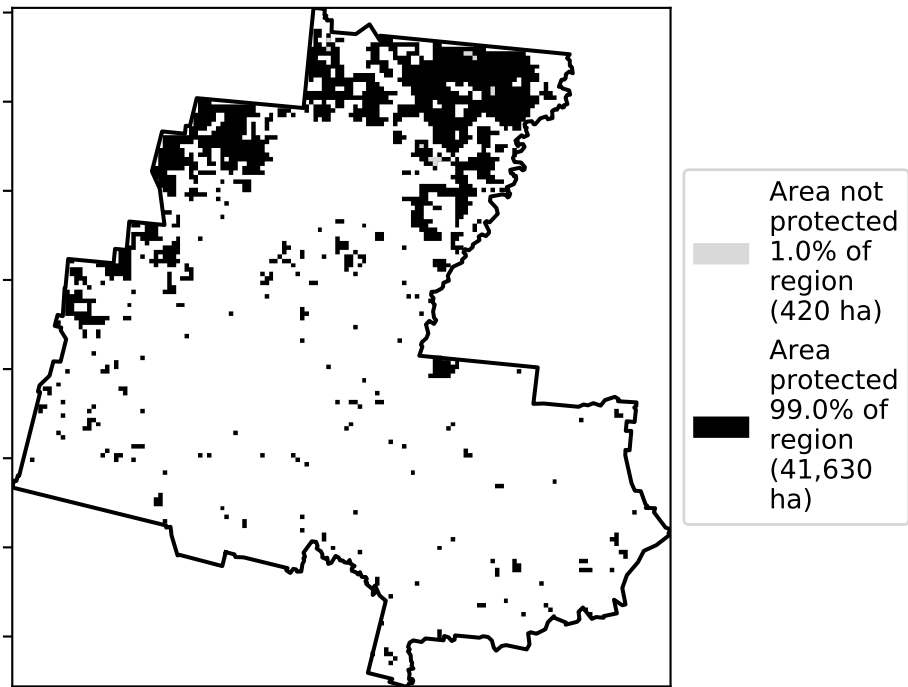 Area not
protected
1.0% of
region
(420 ha)
Area
protected
99.0% of
region
(41,630
ha)